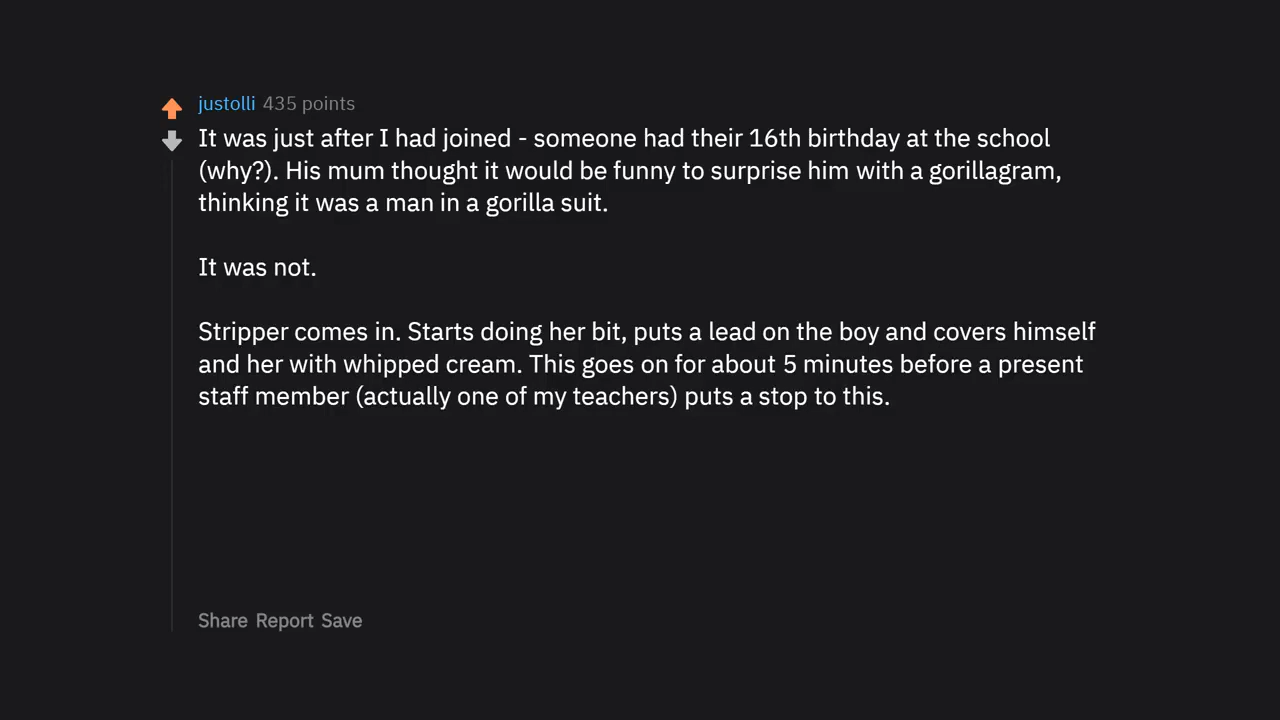 justolli 435 points
It was just after I had joined - someone had their 16th birthday at the school
(why?). His mum thought it would be funny to surprise him with a gorillagram,
thinking it was a man in a gorilla suit.
It was not.
Stripper comes in. Starts doing her bit, puts a lead on the boy and covers himself
and her with whipped cream. This goes on for about 5 minutes before a present
staff member (actually one of my teachers) puts a stop to this.
Share Report Save